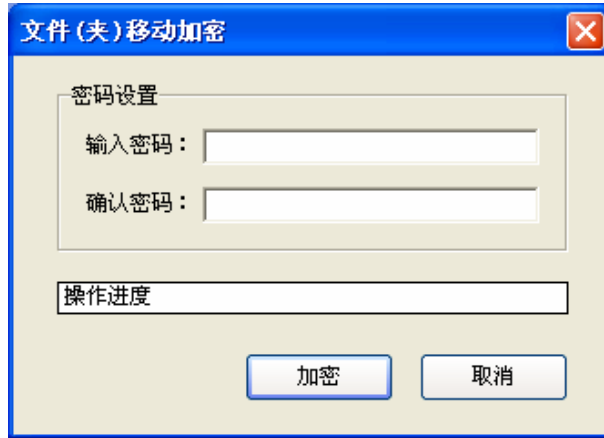 文件(夹)移动加密
密码设置
输入密码：
确认密码：
操作进度
加密
取消